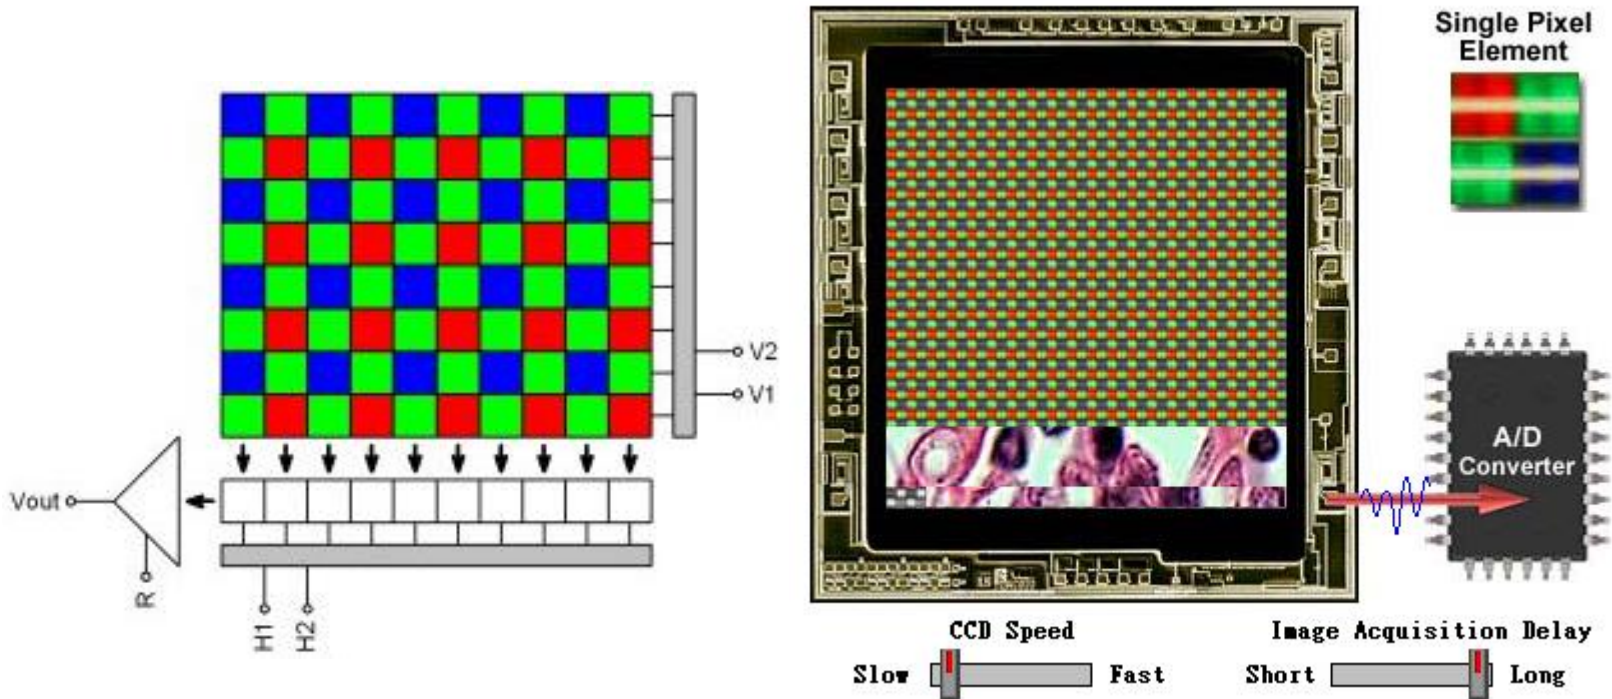 V2
V1
Vout
R
H1
H2
Single Pixel
Element
A/D
Converter
CCD Speed
Slow
Fast
Image Acquisition Delay
Short
Long